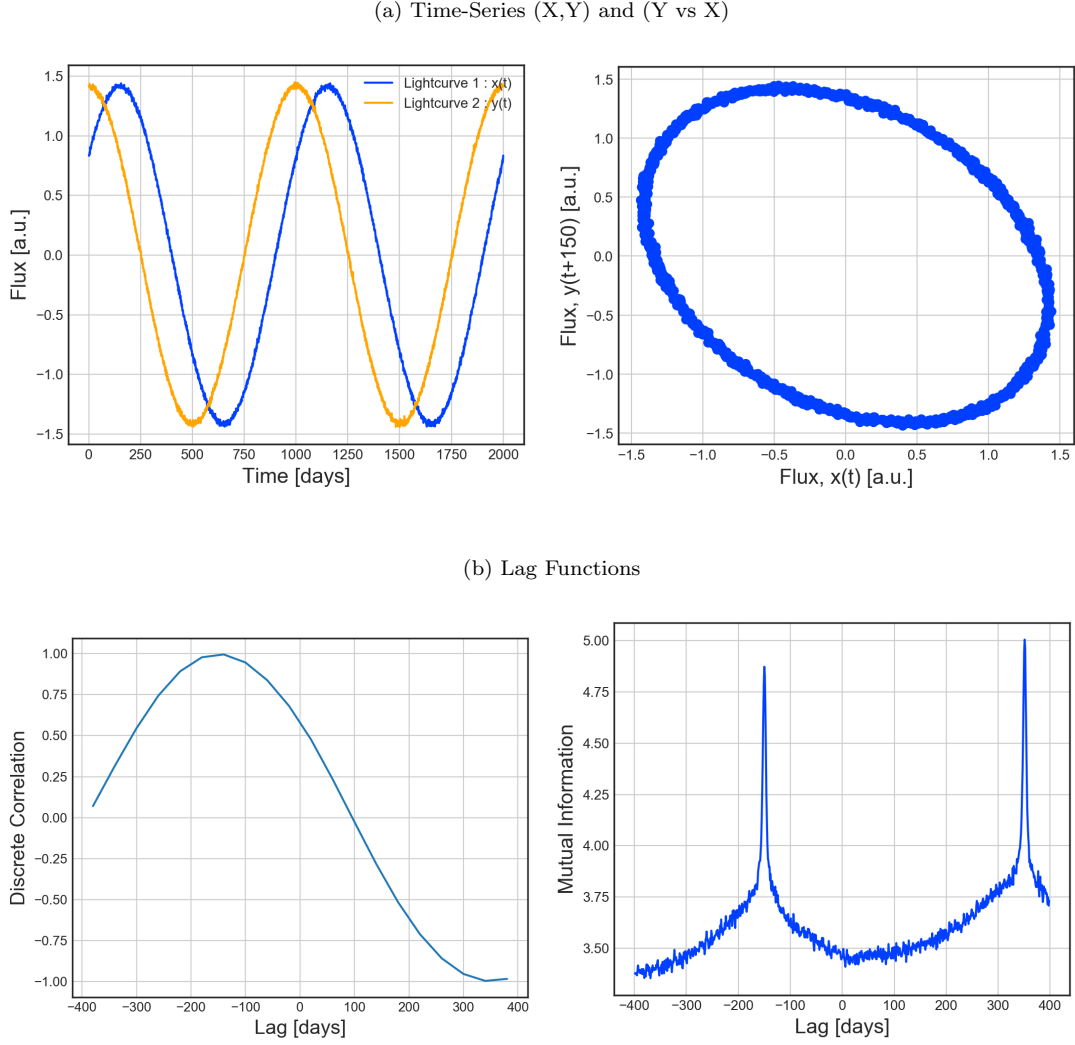 (a) Time-Series (X,Y) and (Y vs X)
1.5
1.0
0.5
0.0
−0.5
−1.0
−1.5
Flux [a.u.]
Lightcurve 1 : x(t)
Lightcurve 2 : y(t)
0 250 500 750 1000 1250 1500 1750 2000
Time [days]
1.5
1.0
0.5
0.0
−0.5
−1.0
−1.5
Flux, y(t+150) [a.u.]
−1.5 −1.0 −0.5 0.0 0.5 1.0 1.5
Flux, x(t) [a.u.]
(b) Lag Functions
1.00
0.75
0.50
0.25
0.00
−0.25
−0.50
−0.75
−1.00
Discrete Correlation
−400 −300 −200 −100 0 100 200 300 400
Lag [days]
5.00
4.75
4.50
4.25
4.00
3.75
3.50
Mutual Information
−400 −300 −200 −100 0 100 200 300 400
Lag [days]